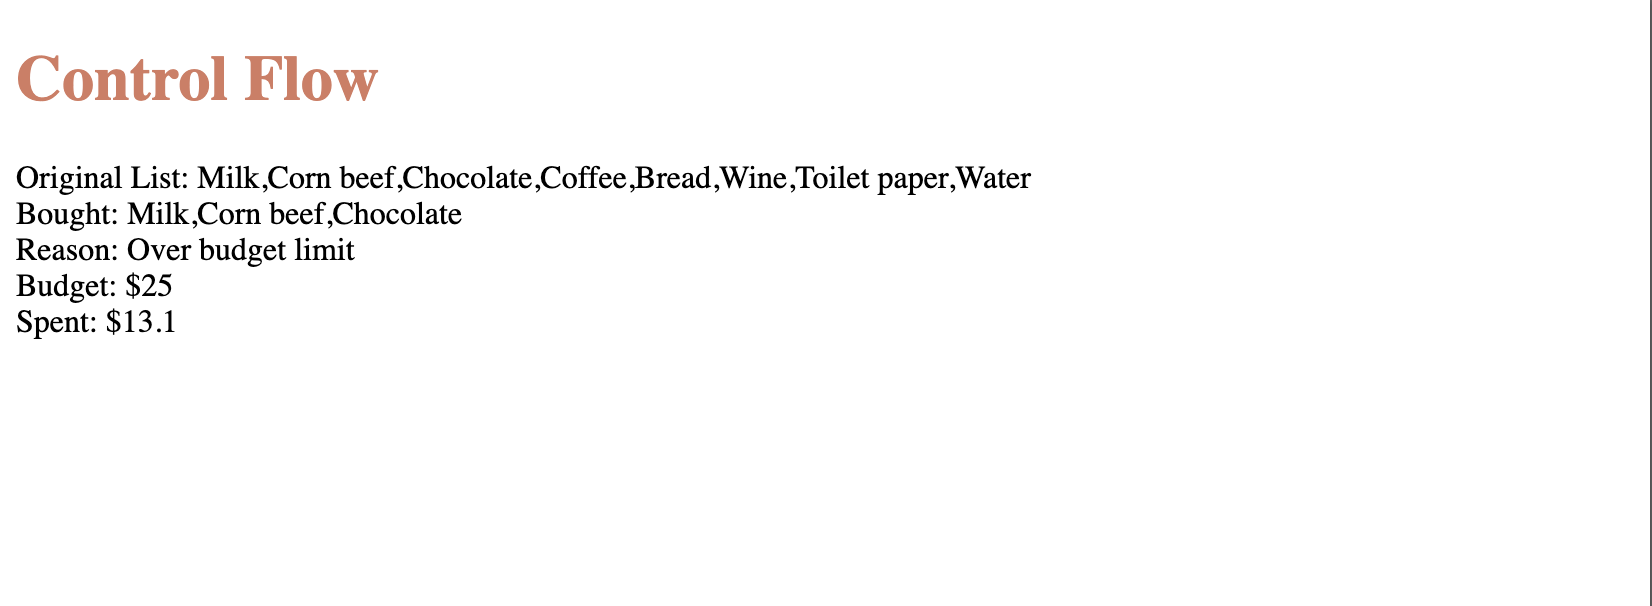 Control Flow
Original List: Milk,Corn beef,Chocolate,Coffee,Bread,Wine,Toilet paper,Water
Bought: Milk,Corn beef,Chocolate
Reason: Over budget limit
Budget: $25
Spent: $13.1